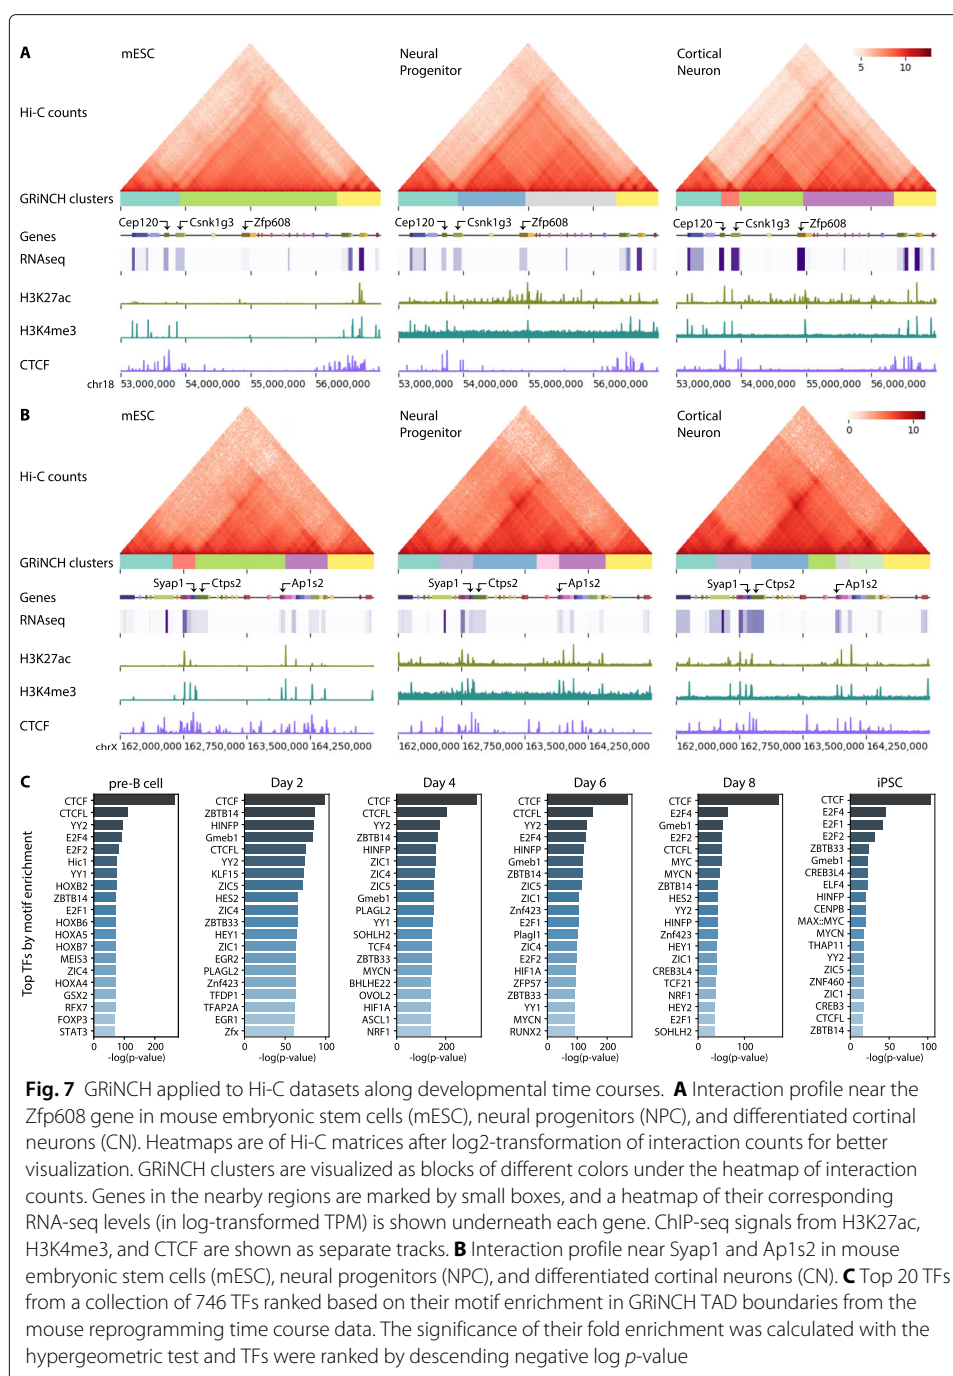 A
mESC
Neural
Progenitor
Cortical
Neuron
5 10
Hi-C counts
GRiNCH clusters
Cep120 Csnk1g3 Zfp608 Cep120 Csnk1g3 Zfp608 Cep120 Csnk1g3 Zfp608
Genes
RNAseq
H3K27ac
H3K4me3
CTCF
chr18 53,000,000 54,000,000 55,000,000 56,000,000 53,000,000 54,000,000 55,000,000 56,000,000 53,000,000 54,000,000 55,000,000 56,000,000
B
mESC
Neural
Progenitor
Cortical
Neuron
0 10
Hi-C counts
GRiNCH clusters
Syap1 Ctps2 Ap1s2 Syap1 Ctps2 Ap1s2 Syap1 Ctps2 Ap1s2
Genes
RNAseq
H3K27ac
H3K4me3
CTCF
chrX 162,000,000 162,750,000 163,500,000 164,250,000 162,000,000 162,750,000 163,500,000 164,250,000 162,000,000 162,750,000 163,500,000 164,250,000
C
Top TFs by motif enrichment
pre-B cell
CTCF
CTCFL
YY2
E2F4
E2F2
Hic1
YY1
HOXB2
ZBTB14
E2F1
HOXB6
HOXA5
HOXB7
MEIS3
ZIC4
HOXA4
GSX2
RFX7
FOXP3
STAT3
0 100 200
-log(p-value)
Day 2
CTCF
ZBTB14
HINFP
Gmeb1
CTCFL
YY2
KLF15
ZIC5
HES2
ZIC4
ZBTB33
HEY1
ZIC1
EGR2
PLAGL2
Znf423
TFDP1
TFAP2A
EGR1
Zfx
0 50 100
-log(p-value)
Day 4
CTCF
CTCFL
YY2
ZBTB14
HINFP
ZIC1
ZIC4
ZIC5
Gmeb1
PLAGL2
YY1
SOHLH2
TCF4
ZBTB33
MYCN
BHLHE22
OVOL2
HIF1A
ASCL1
NRF1
0 200
-log(p-value)
Day 6
CTCF
CTCFL
YY2
E2F4
HINFP
Gmeb1
ZBTB14
ZIC5
ZIC1
Znf423
E2F1
Plagl1
ZIC4
E2F2
HIF1A
ZFP57
ZBTB33
YY1
MYCN
RUNX2
0 200
-log(p-value)
Day 8
CTCF
E2F4
Gmeb1
E2F2
CTCFL
MYC
MYCN
ZBTB14
HES2
YY2
HINFP
Znf423
HEY1
ZIC1
CREB3L4
TCF21
NRF1
HEY2
E2F1
SOHLH2
0 100
-log(p-value)
iPSC
CTCF
E2F4
E2F1
E2F2
ZBTB33
Gmeb1
CREB3L4
ELF4
HINFP
CENPB
MAX::MYC
MYCN
THAP11
YY2
ZIC5
ZNF460
ZIC1
CREB3
CTCFL
ZBTB14
0 50 100
-log(p-value)
Fig. 7 GRiNCH applied to Hi-C datasets along developmental time courses. A Interaction profile near the
Zfp608 gene in mouse embryonic stem cells (mESC), neural progenitors (NPC), and differentiated cortinal
neurons (CN). Heatmaps are of Hi-C matrices after log2-transformation of interaction counts for better
visualization. GRiNCH clusters are visualized as blocks of different colors under the heatmap of interaction
counts. Genes in the nearby regions are marked by small boxes, and a heatmap of their corresponding
RNA-seq levels (in log-transformed TPM) is shown underneath each gene. ChIP-seq signals from H3K27ac,
H3K4me3, and CTCF are shown as separate tracks. B Interaction profile near Syap1 and Ap1s2 in mouse
embryonic stem cells (mESC), neural progenitors (NPC), and differentiated cortinal neurons (CN). C Top 20 TFs
from a collection of 746 TFs ranked based on their motif enrichment in GRiNCH TAD boundaries from the
mouse reprogramming time course data. The significance of their fold enrichment was calculated with the
hypergeometric test and TFs were ranked by descending negative log p-value